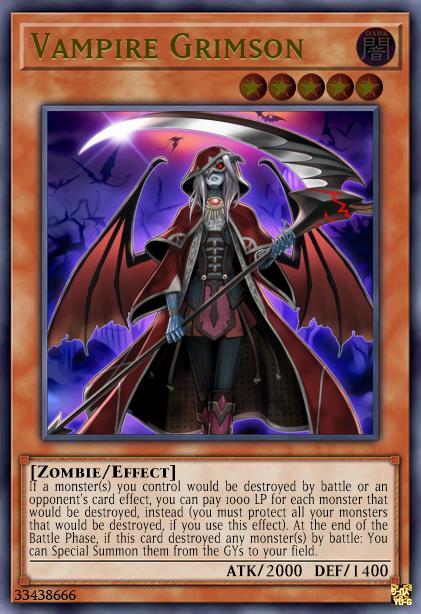 VAMPIRE GRIMSON
DARK
闇
[ZOMBIE/EFFECT]
If a monster(s) you control would be destroyed by battle or an
opponent's card effect, you can pay 1000 LP for each monster that
would be destroyed, instead (you must protect all your monsters
that would be destroyed, if you use this effect). At the end of the
Battle Phase, if this card destroyed any monster(s) by battle: You
can Special Summon them from the GYs to your field.
ATK/2000 DEF/1400
33438666